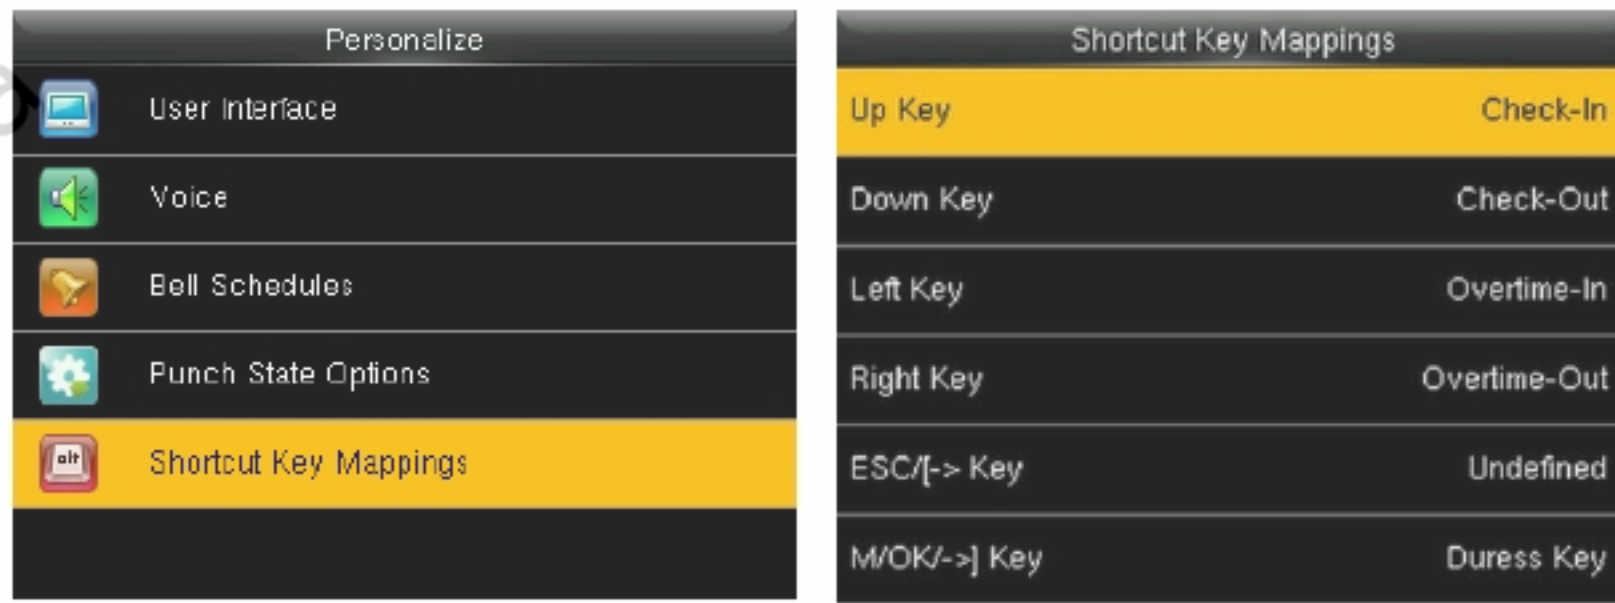 Personalize
User Interface
Voice
Bell Schedules
Punch State Options
alt
Shortcut Key Mappings
Shortcut Key Mappings
Up Key Check-In
Down Key Check-Out
Left Key Overtime-In
Right Key Overtime-Out
ESC/[-> Key Undefined
M/OK/->] Key Duress Key